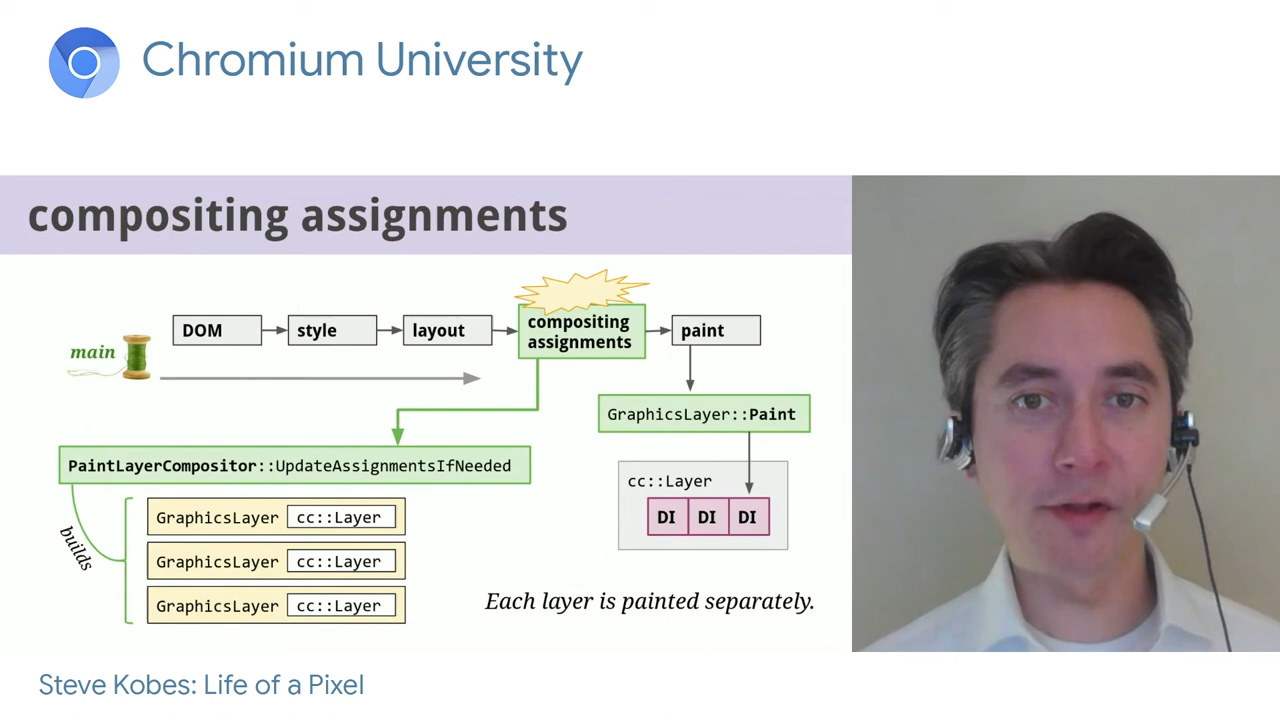 Chromium University
compositing assignments
DOM
style
layout
compositing
assignments
paint
main
GraphicsLayer::Paint
PaintLayerCompositor::UpdateAssignmentsIfNeeded
cc::Layer
DI DI DI
builds
GraphicsLayer cc::Layer
GraphicsLayer cc::Layer
GraphicsLayer cc::Layer
Each layer is painted separately.
Steve Kobes: Life of a Pixel